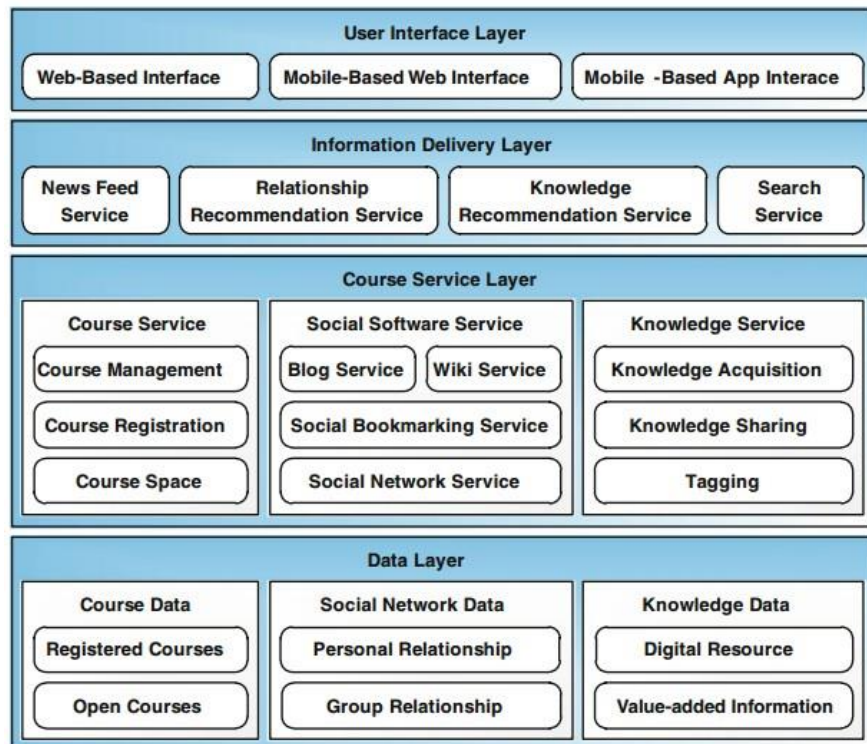 User Interface Layer
Web-Based Interface
Mobile-Based Web Interface
Mobile -Based App Interace
Information Delivery Layer
News Feed
Service
Relationship
Recommendation Service
Knowledge
Recommendation Service
Search
Service
Course Service Layer
Course Service
Course Management
Course Registration
Course Space
Social Software Service
Blog Service
Wiki Service
Social Bookmarking Service
Social Network Service
Knowledge Service
Knowledge Acquisition
Knowledge Sharing
Tagging
Data Layer
Course Data
Registered Courses
Open Courses
Social Network Data
Personal Relationship
Group Relationship
Knowledge Data
Digital Resource
Value-added Information